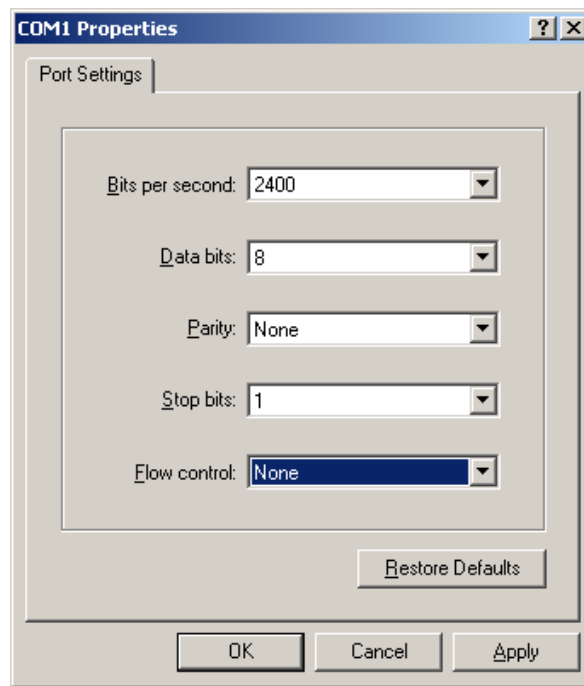 COM1 Properties
Port Settings
Bits per second: 2400
Data bits: 8
Parity: None
Stop bits: 1
Flow control: None
Restore Defaults
OK Cancel Apply